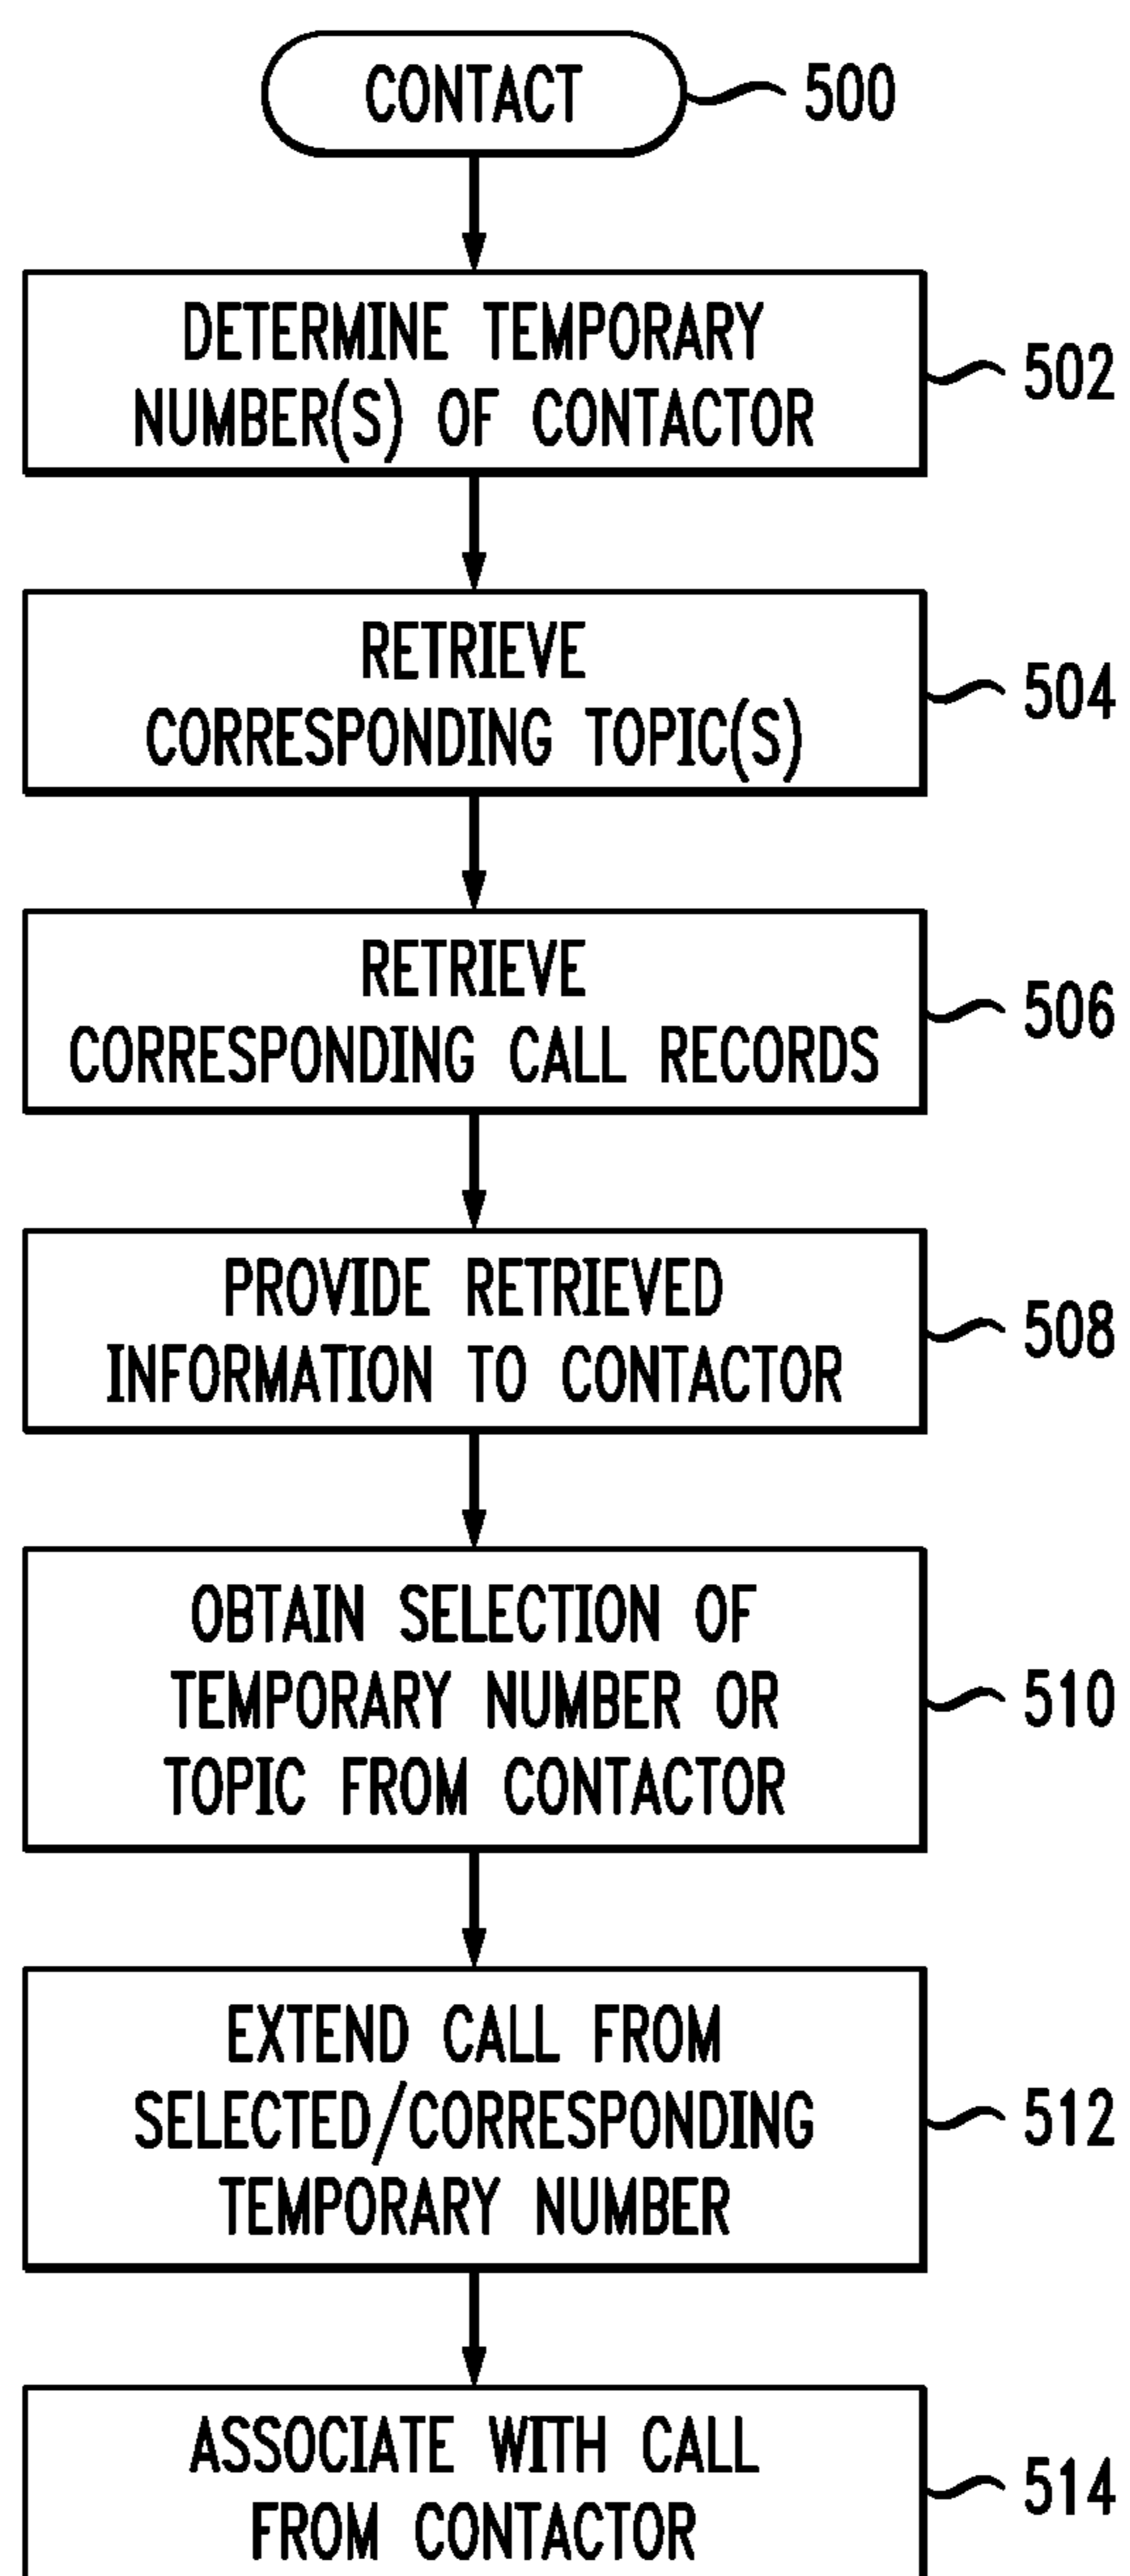 CONTACT
500
DETERMINE TEMPORARY
NUMBER(S) OF CONTACTOR
502
RETRIEVE
CORRESPONDING TOPIC(S)
504
RETRIEVE
CORRESPONDING CALL RECORDS
506
PROVIDE RETRIEVED
INFORMATION TO CONTACTOR
508
OBTAIN SELECTION OF
TEMPORARY NUMBER OR
TOPIC FROM CONTACTOR
510
EXTEND CALL FROM
SELECTED/CORRESPONDING
TEMPORARY NUMBER
512
ASSOCIATE WITH CALL
FROM CONTACTOR
514